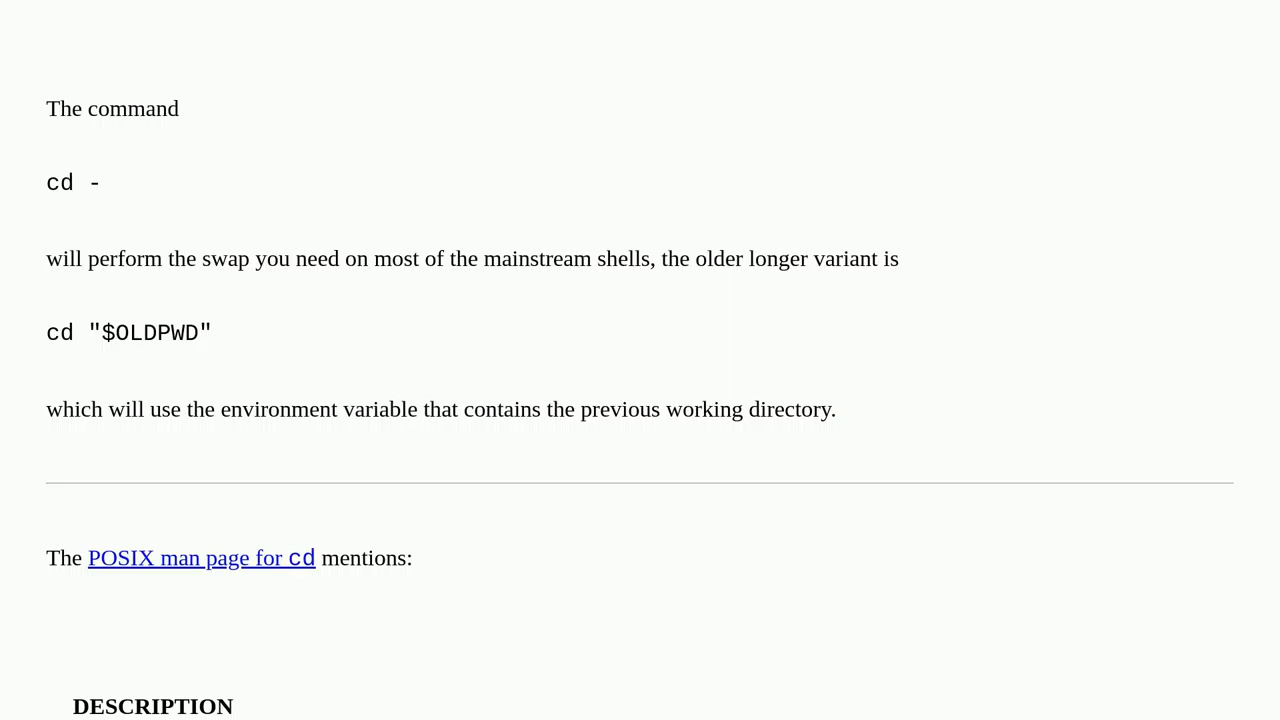 The command
cd -
will perform the swap you need on most of the mainstream shells, the older longer variant is
cd "$OLDPWD"
which will use the environment variable that contains the previous working directory.
The POSIX man page for cd mentions:
DESCRIPTION